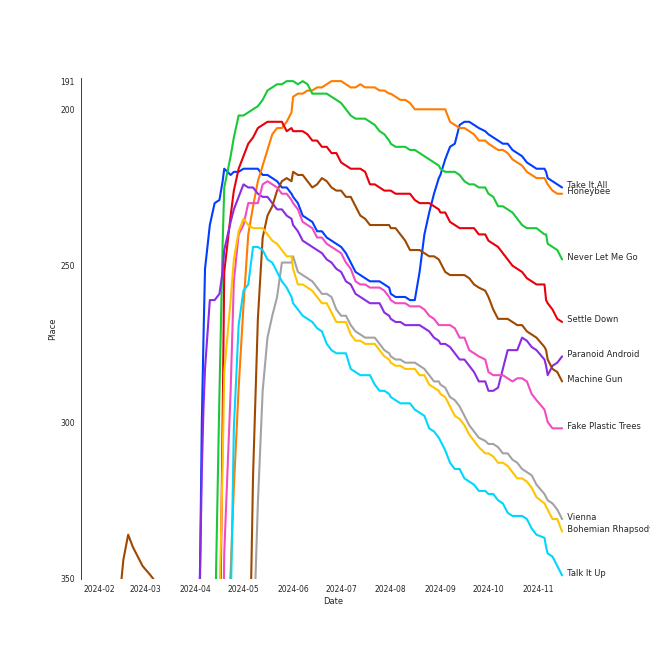 191
200
250
300
350
Place
2024-02
2024-03
2024-04
2024-05
2024-06
2024-07
2024-08
2024-09
2024-10
2024-11
Date
Take It All
Honeybee
Never Let Me Go
Settle Down
Paranoid Android
Machine Gun
Fake Plastic Trees
Vienna
Bohemian Rhapsod
Talk It Up